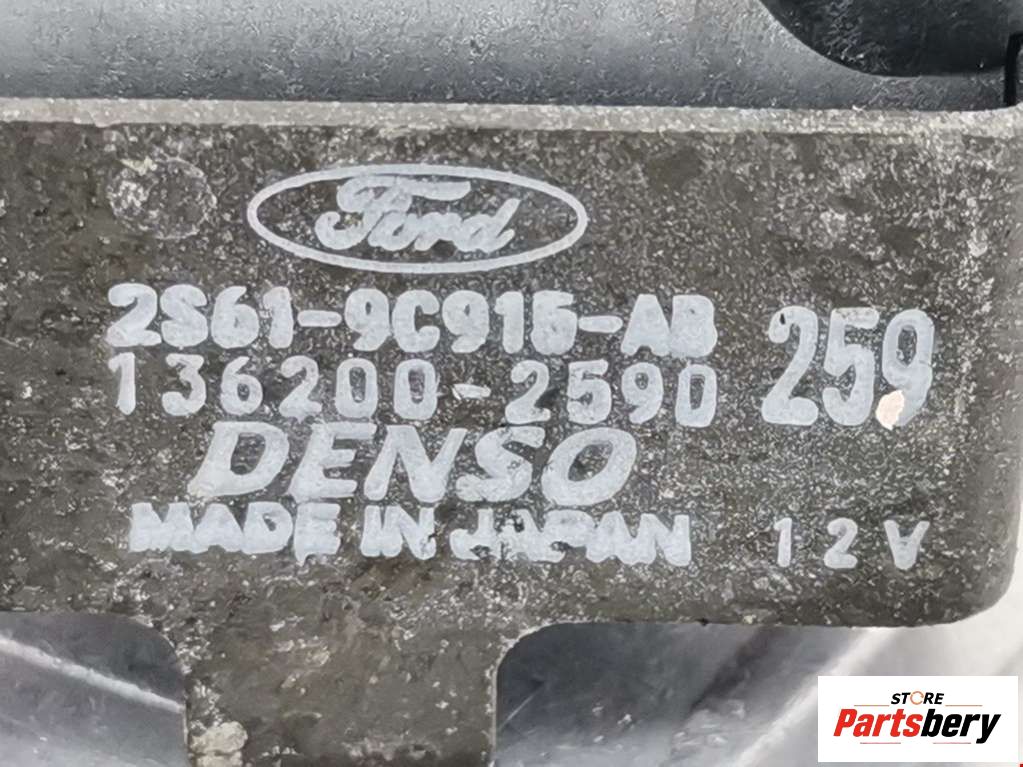 Ford
2S61-9C915-AB 259
136200-2590
DENSO
MADE IN JAPAN 12V
STORE
Partsbery